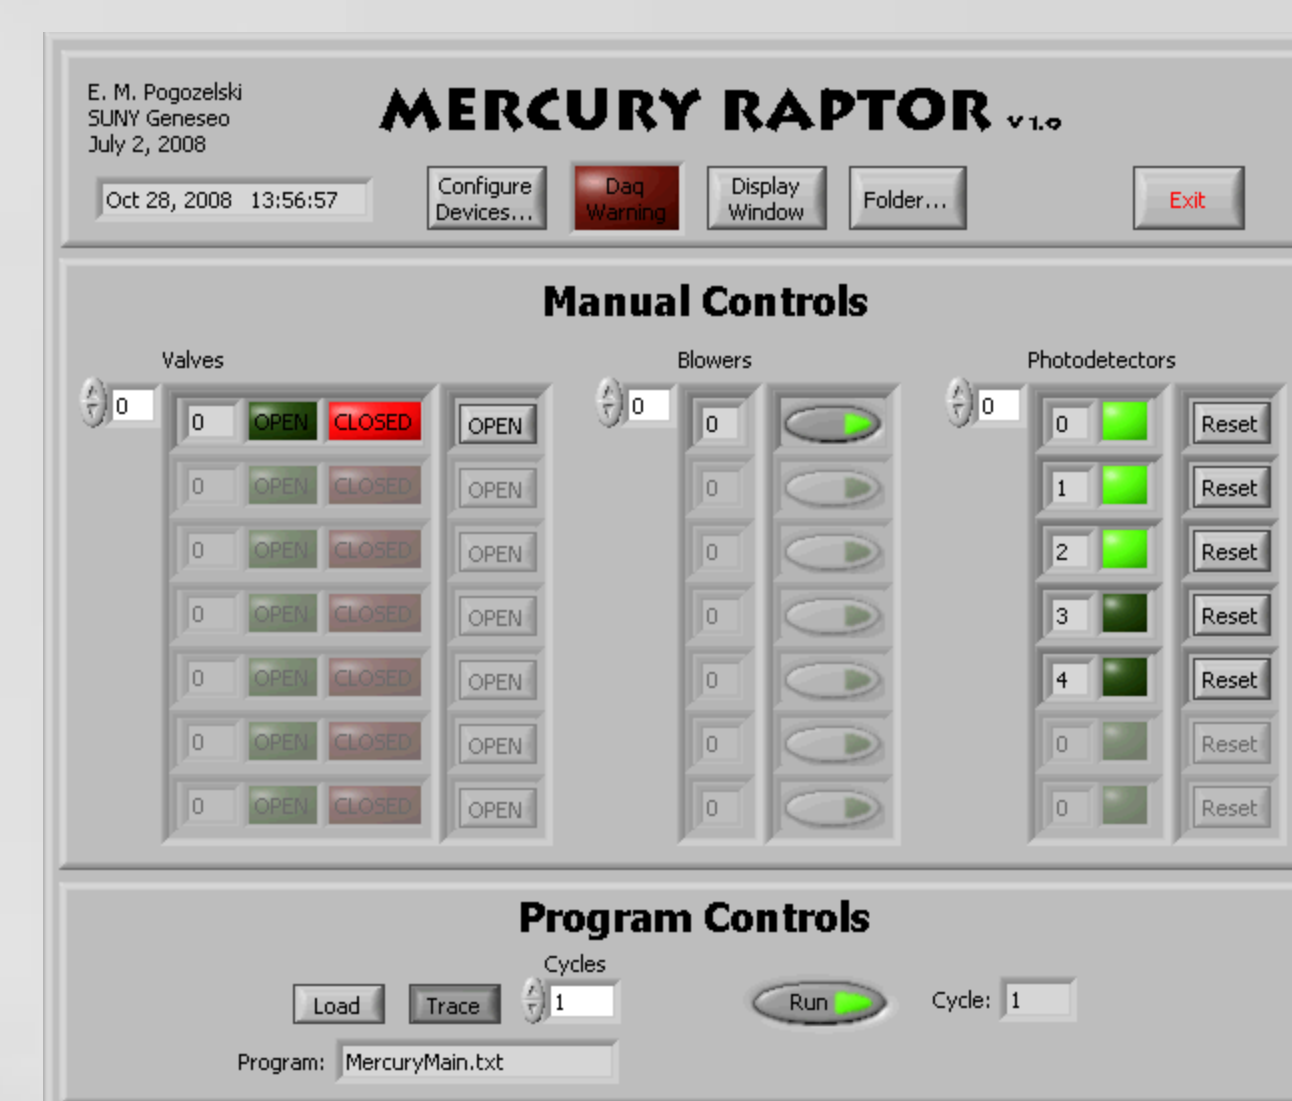 E. M. Pogozelski
SUNY Geneseo
July 2, 2008
MERCURY RAPTOR v 1.0
Oct 28, 2008 13:56:57
Configure
Devices...
Daq
Warning
Display
Window
Folder...
Exit
Manual Controls
Valves Blowers Photodetectors
0 0 OPEN CLOSED OPEN 0 0 0 0 Reset
0 OPEN CLOSED OPEN 0 1 Reset
0 OPEN CLOSED OPEN 0 2 Reset
0 OPEN CLOSED OPEN 0 3 Reset
0 OPEN CLOSED OPEN 0 4 Reset
0 OPEN CLOSED OPEN 0 0 Reset
0 OPEN CLOSED OPEN 0 0 Reset
Program Controls
Cycles
Load Trace 1 Run Cycle: 1
Program: MercuryMain.txt